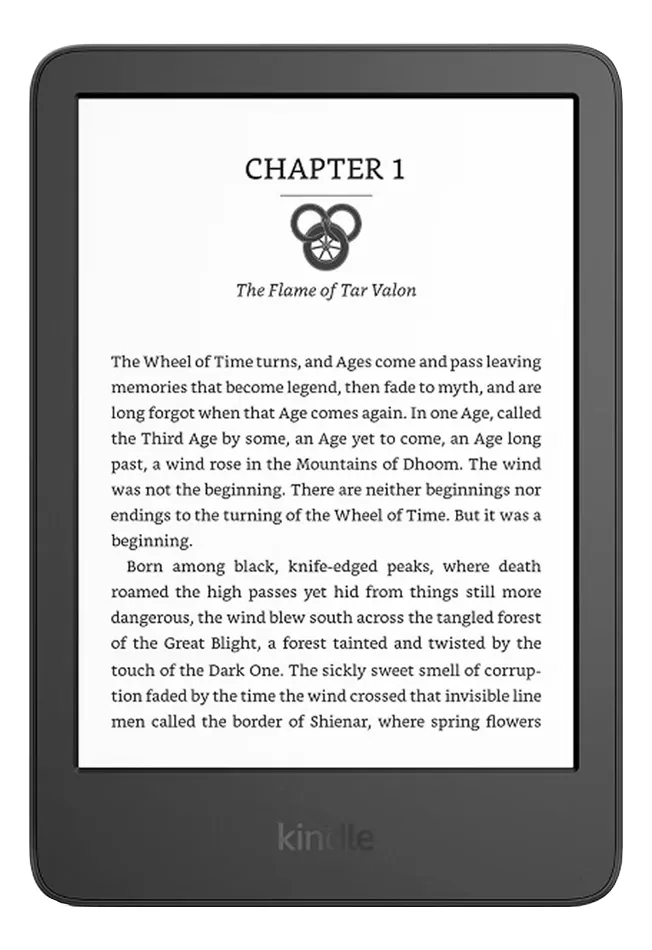 CHAPTER 1
The Flame of Tar Valon
The Wheel of Time turns, and Ages come and pass leaving
memories that become legend, then fade to myth, and are
long forgot when that Age comes again. In one Age, called
the Third Age by some, an Age yet to come, an Age long
past, a wind rose in the Mountains of Dhoom. The wind
was not the beginning. There are neither beginnings nor
endings to the turning of the Wheel of Time. But it was a
beginning.
Born among black, knife-edged peaks, where death
roamed the high passes yet hid from things still more
dangerous, the wind blew south across the tangled forest
of the Great Blight, a forest tainted and twisted by the
touch of the Dark One. The sickly sweet smell of corrup-
tion faded by the time the wind crossed that invisible line
men called the border of Shienar, where spring flowers
kindle